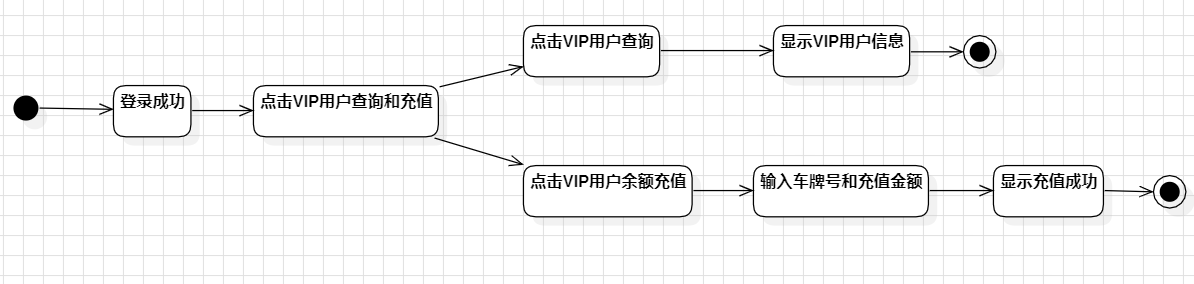 点击VIP用户查询
显示VIP用户信息
登录成功
点击VIP用户查询和充值
点击VIP用户余额充值
输入车牌号和充值金额
显示充值成功